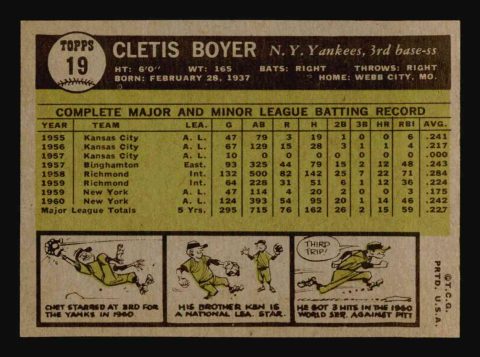 TOPPS
19
CLETIS BOYER N. Y. Yankees, 3rd base-ss
HT: 6'0" WT: 165 BATS: RIGHT THROWS: RIGHT
BORN: FEBRUARY 28, 1937 HOME: WEBB CITY, MO.
COMPLETE MAJOR AND MINOR LEAGUE BATTING RECORD
YEAR TEAM LEA. G AB R H 2B 3B HR RBI AVG.
1955 Kansas City A. L. 47 79 3 19 1 0 0 6 .241
1956 Kansas City A. L. 67 129 15 28 3 1 1 4 .217
1957 Kansas City A. L. 10 0 0 0 0 0 0 0 .000
1957 Binghamton East. 93 325 44 79 15 2 12 48 .243
1958 Richmond Int. 132 500 82 142 25 7 22 71 .284
1959 Richmond Int. 64 228 31 51 6 1 12 36 .224
1959 New York A. L. 47 114 4 20 2 0 0 3 .175
1960 New York A. L. 124 393 54 95 20 1 14 46 .242
Major League Totals 5 Yrs. 295 715 76 162 26 2 15 59 .227
CLET STARRED AT 3RD FOR
THE YANKS IN 1960
HIS BROTHER KEN IS
A NATIONAL LEA. STAR.
THIRD
TRIP!
HE GOT 3 HITS IN THE 1960
WORLD SER. AGAINST PITT
©T.C.G.
PRTD. U.S.A.